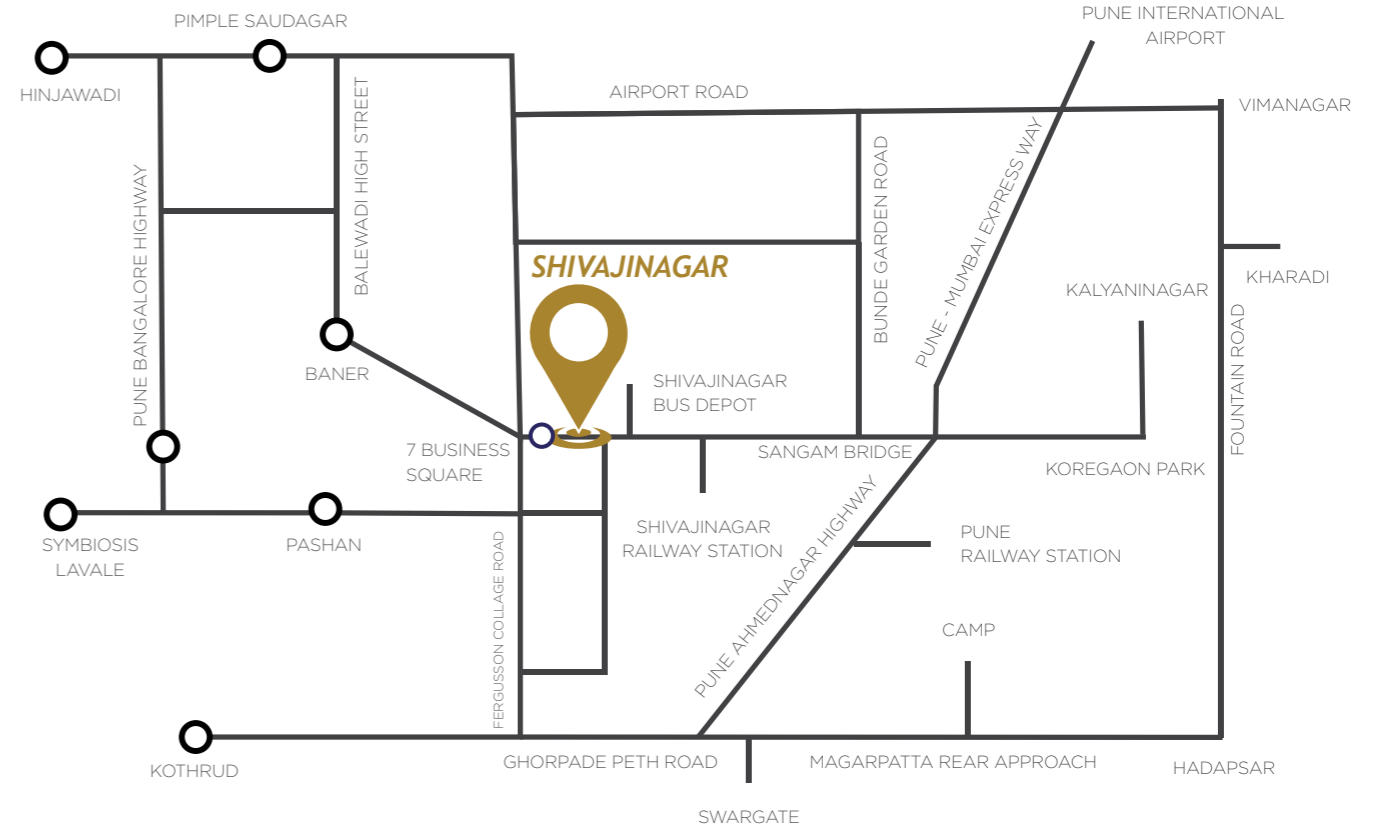 PIMPLE SAUDAGAR
PUNE INTERNATIONAL
AIRPORT
HINJAWADI
AIRPORT ROAD
VIMANAGAR
BALEWADI HIGH STREET
PUNE BANGALORE HIGHWAY
BUNDE GARDEN ROAD
PUNE - MUMBAI EXPRESS WAY
SHIVAJINAGAR
KHARADI
KALYANINAGAR
FOUNTAIN ROAD
BANER
SHIVAJINAGAR
BUS DEPOT
7 BUSINESS
SQUARE
SANGAM BRIDGE
KOREGAON PARK
SYMBIOSIS
LAVALE
PASHAN
SHIVAJINAGAR
RAILWAY STATION
PUNE
RAILWAY STATION
FERGUSSON COLLAGE ROAD
PUNE AHMEDNAGAR HIGHWAY
CAMP
KOTHRUD
GHORPADE PETH ROAD
MAGARPATTA REAR APPROACH
HADAPSAR
SWARGATE